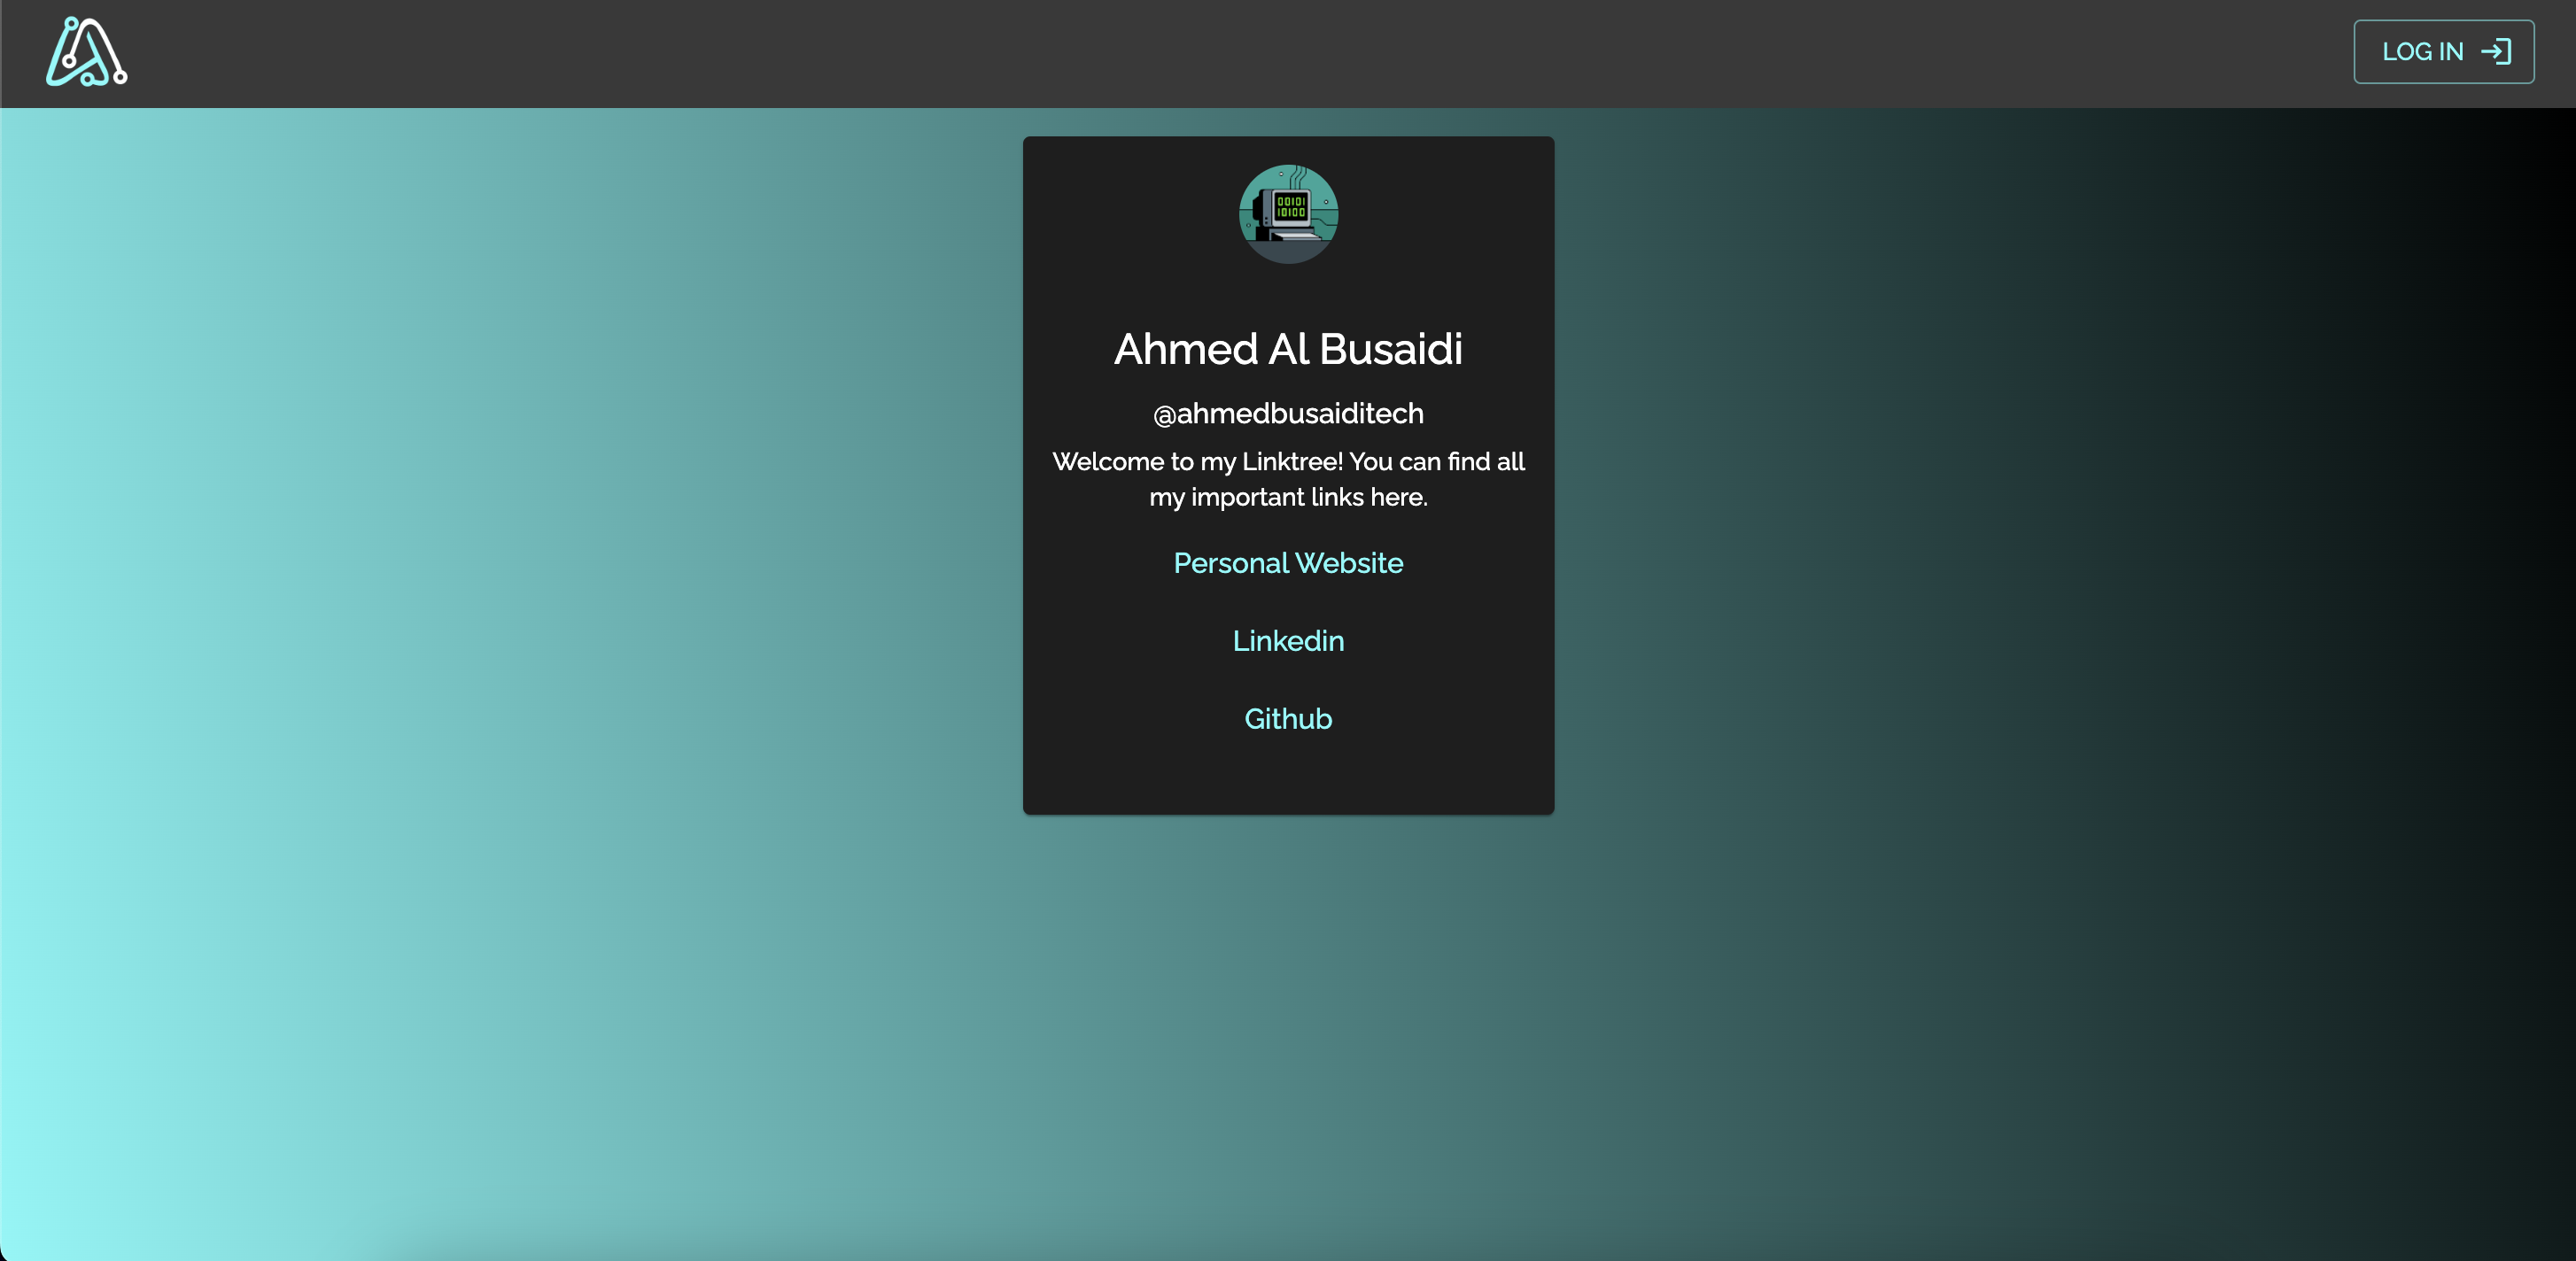 LOG IN
00101
10100
Ahmed Al Busaidi
@ahmedbusaiditech
Welcome to my Linktree! You can find all
my important links here.
Personal Website
Linkedin
Github